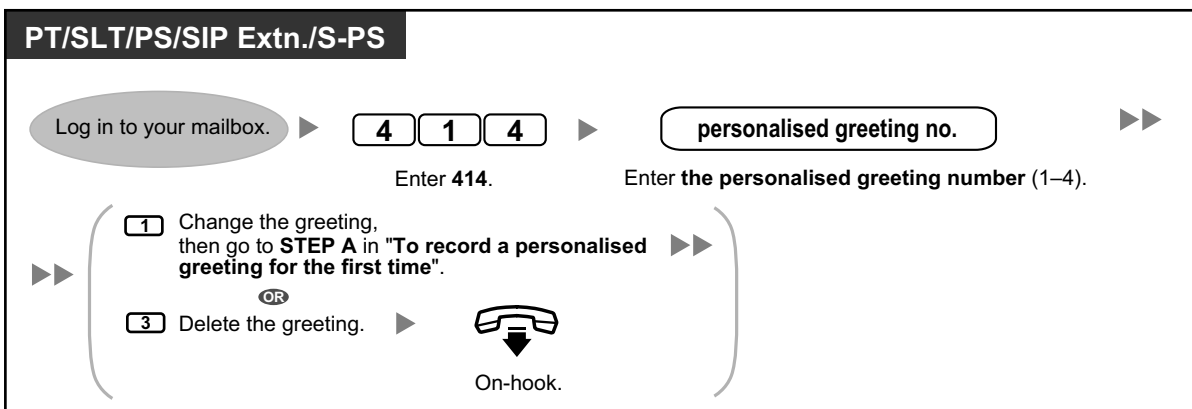 PT/SLT/PS/SIP Extn./S-PS
Log in to your mailbox.
4 1 4
personalised greeting no.
Enter 414.
Enter the personalised greeting number (1–4).
1 Change the greeting,
then go to STEP A in "To record a personalised
greeting for the first time".
OR
3 Delete the greeting.
On-hook.